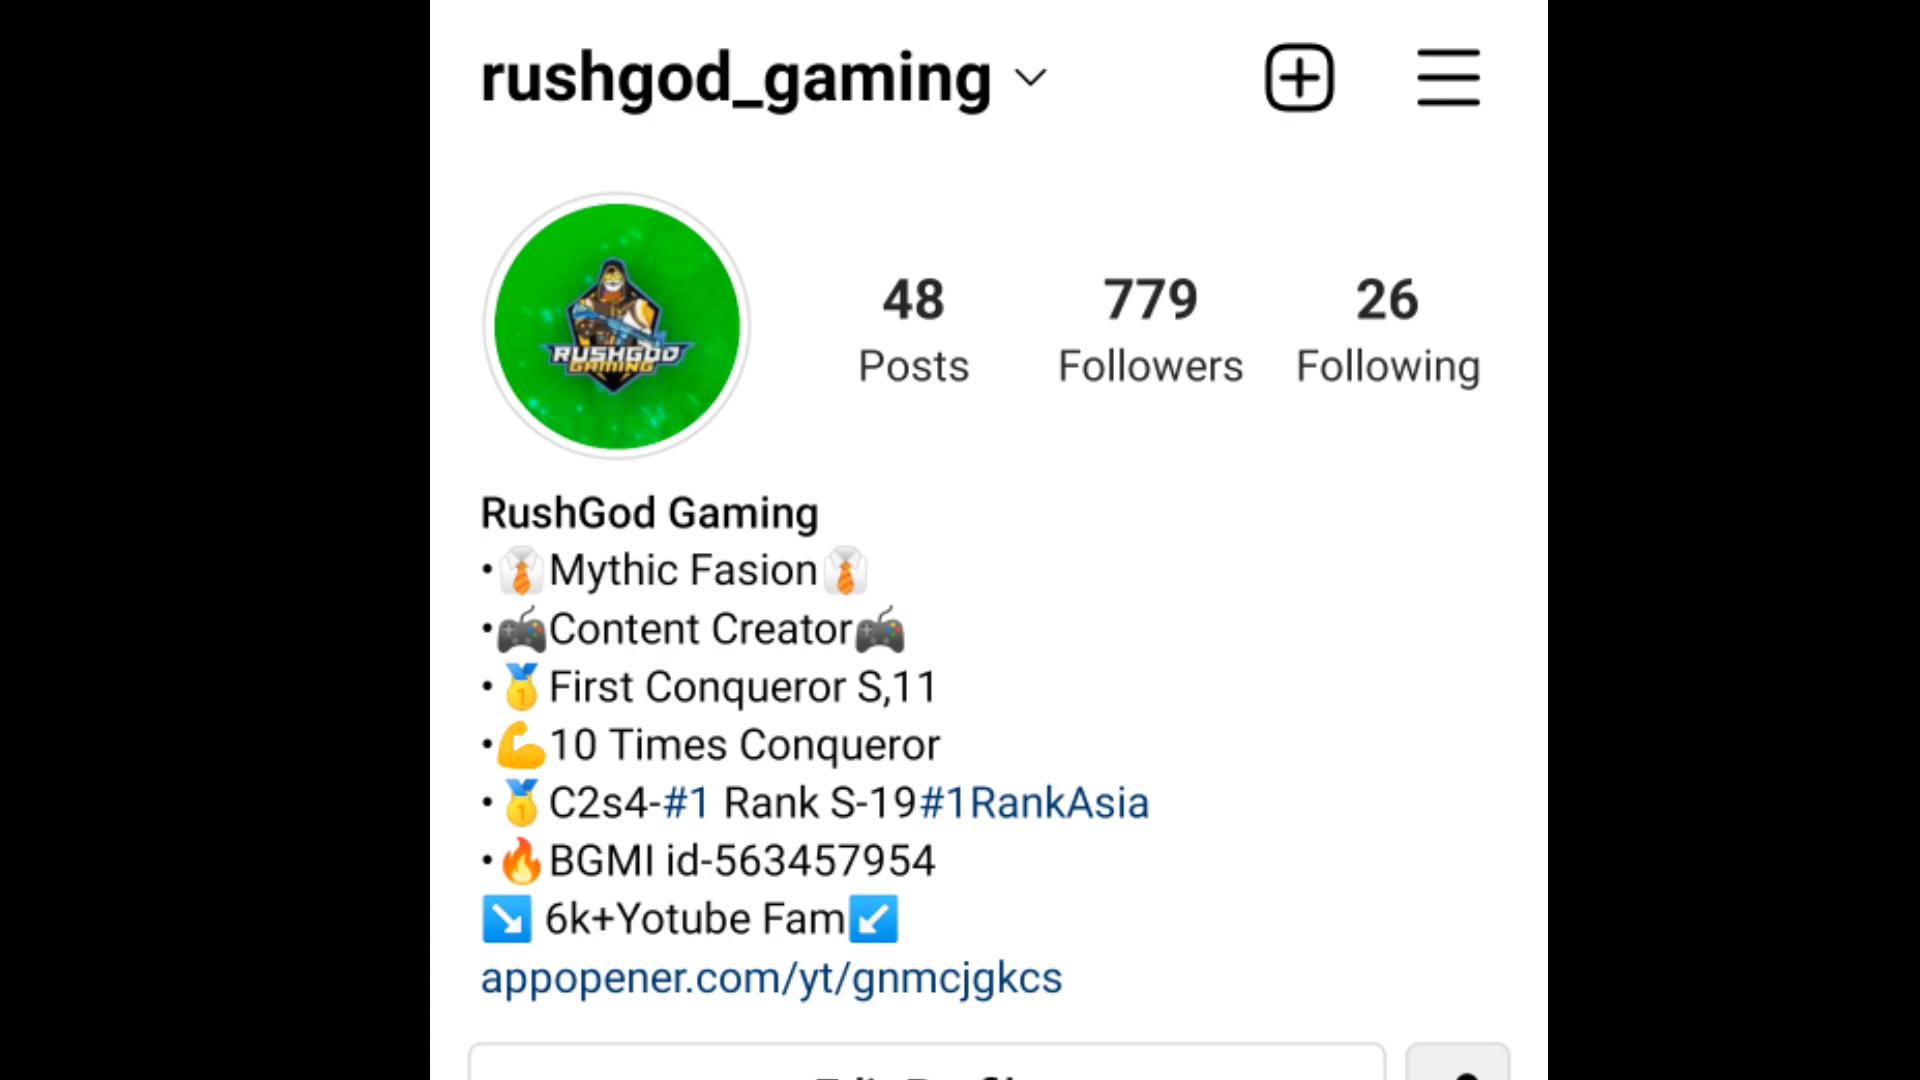 rushgod_gaming
RUSHGOD
GAMING
48
Posts
779
Followers
26
Following
RushGod Gaming
•👔Mythic Fasion👔
•🎮Content Creator🎮
•🥇First Conqueror S,11
•💪10 Times Conqueror
•🥇C2s4-#1 Rank S-19#1RankAsia
•🔥BGMI id-563457954
↘️ 6k+Yotube Fam↙️
appopener.com/yt/gnmcjgkcs